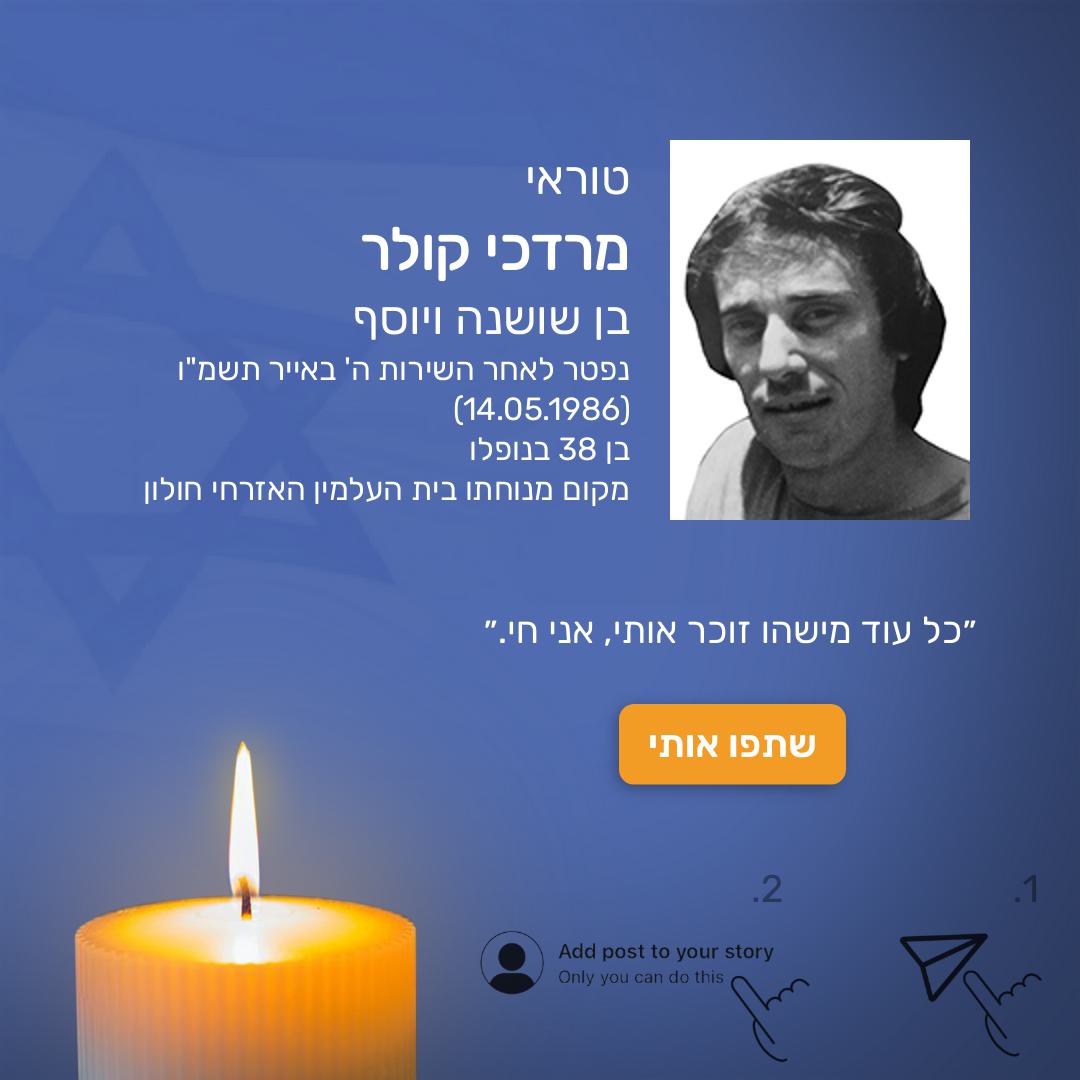 טוראי
מרדכי קולר
בן שושנה ויוסף
נפטר לאחר השירות ה' באייר תשמ"ו
(14.05.1986)
בן 38 בנופלו
מקום מנוחתו בית העלמין האזרחי חולון
״כל עוד מישהו זוכר אותי, אני חי.״
שתפו אותי
1.
2.
Add post to your story
Only you can do this